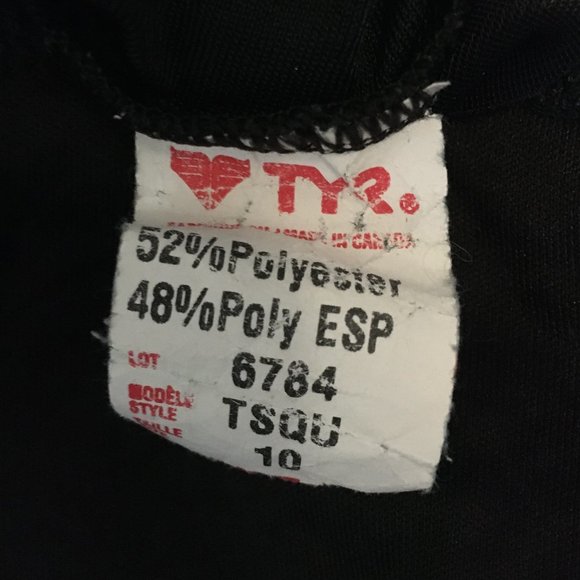 TYR.
MADE IN CANADA
52%Polyester
48%Poly ESP
LOT 6784
MODÈLE
STYLE TSQU
TAILLE 10